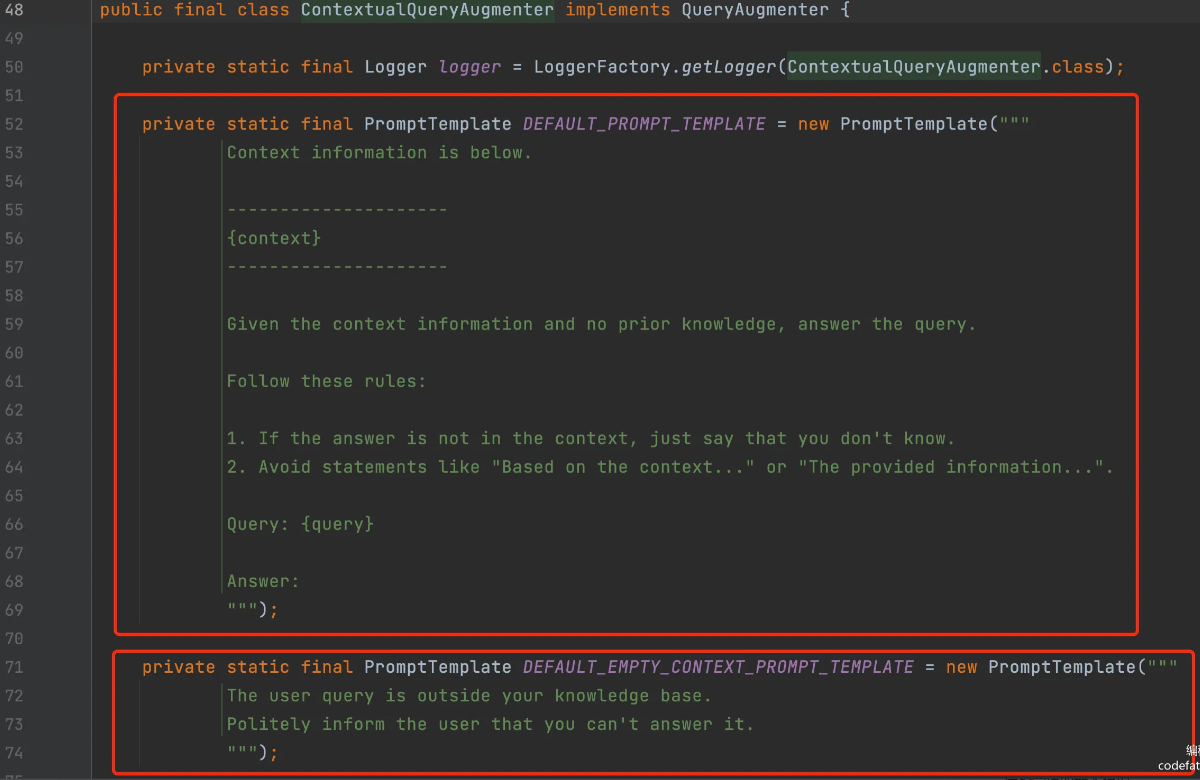 48 public final class ContextualQueryAugmenter implements QueryAugmenter {
49
50 private static final Logger logger = LoggerFactory.getLogger(ContextualQueryAugmenter.class);
51
52 private static final PromptTemplate DEFAULT_PROMPT_TEMPLATE = new PromptTemplate("""
53 Context information is below.
54
55 ---------------------
56 {context}
57 ---------------------
58
59 Given the context information and no prior knowledge, answer the query.
60
61 Follow these rules:
62
63 1. If the answer is not in the context, just say that you don't know.
64 2. Avoid statements like "Based on the context..." or "The provided information...".
65
66 Query: {query}
67
68 Answer:
69 """);
70
71 private static final PromptTemplate DEFAULT_EMPTY_CONTEXT_PROMPT_TEMPLATE = new PromptTemplate("""
72 The user query is outside your knowledge base.
73 Politely inform the user that you can't answer it.
74 """);